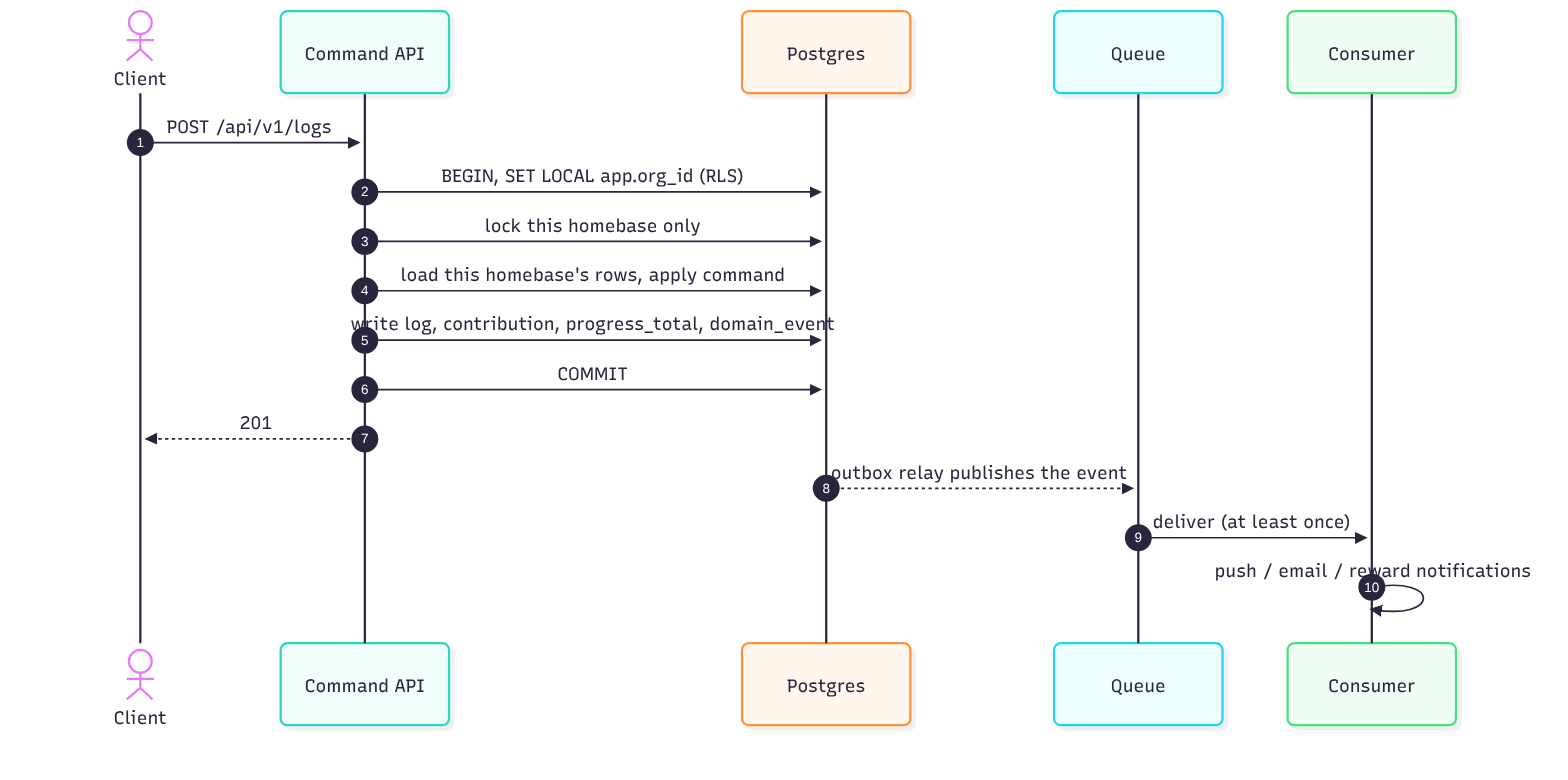 Client
Command API
Postgres
Queue
Consumer
POST /api/v1/logs
1
BEGIN, SET LOCAL app.org_id (RLS)
2
lock this homebase only
3
load this homebase's rows, apply command
4
write log, contribution, progress_total, domain_event
5
COMMIT
6
201
7
outbox relay publishes the event
8
deliver (at least once)
9
push / email / reward notifications
10
Client
Command API
Postgres
Queue
Consumer